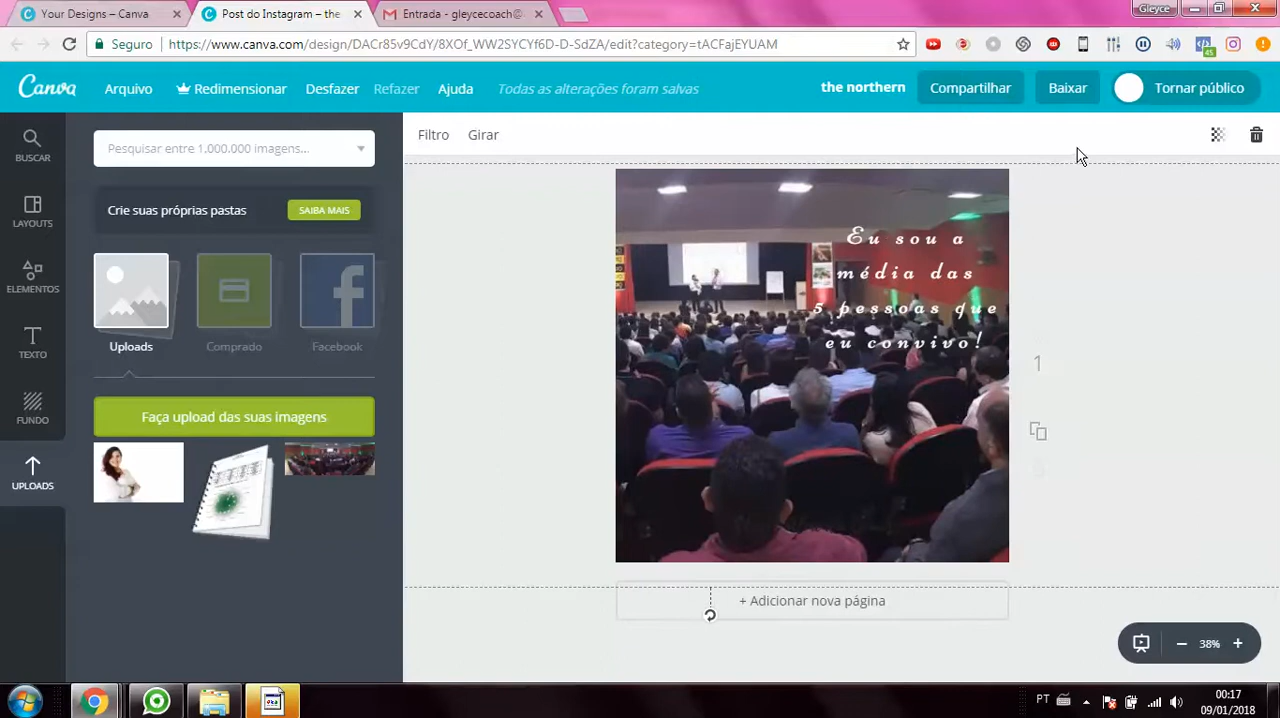 Your Designs – Canva
Post do Instagram – the
Entrada - gleycecoach@
Gleyce
Seguro
https://www.canva.com/design/DACr85v9CdY/8XOf_WW2SYCYf6D-D-SdZA/edit?category=tACFajEYUAM
45
Canva
Arquivo
Redimensionar
Desfazer
Refazer
Ajuda
Todas as alterações foram salvas
the northern
Compartilhar
Baixar
Tornar público
BUSCAR
LAYOUTS
ELEMENTOS
TEXTO
FUNDO
UPLOADS
Pesquisar entre 1.000.000 imagens...
Crie suas próprias pastas
SAIBA MAIS
Uploads
Comprado
Facebook
Faça upload das suas imagens
Filtro
Girar
Eu sou a
média das
5 pessoas que
eu convivo!
1
+ Adicionar nova página
38%
PT
00:17
09/01/2018